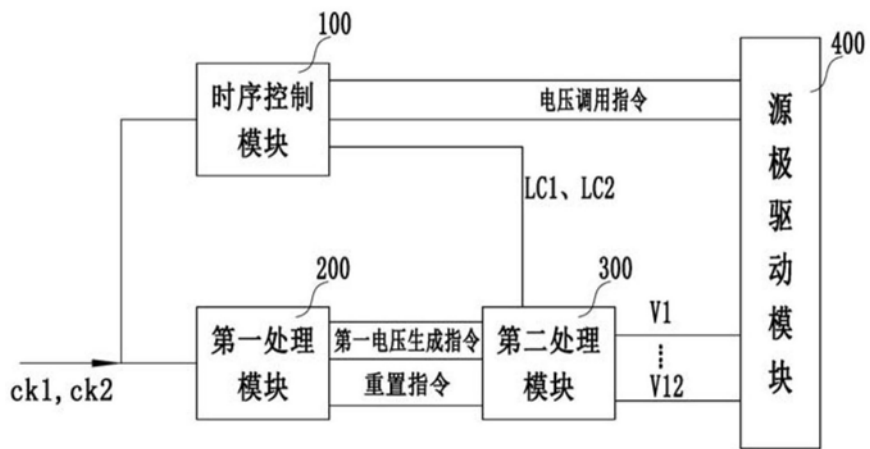 100
时序控制
模块
电压调用指令
400
源极驱动模块
LC1、LC2
200
第一处理
模块
第一电压生成指令
重置指令
300
第二处理
模块
V1
V12
ck1,ck2